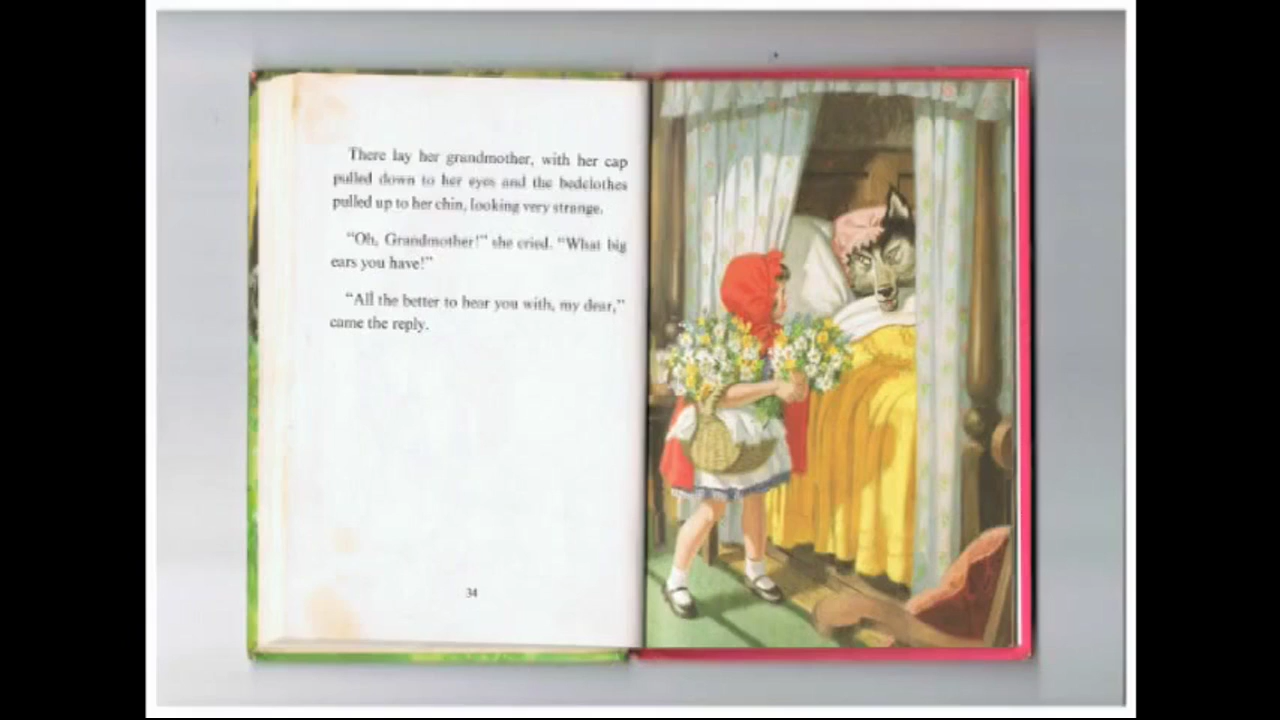 There lay her grandmother, with her cap
pulled down to her eyes and the bedclothes
pulled up to her chin, looking very strange.
"Oh, Grandmother!" she cried. "What big
ears you have!"
"All the better to hear you with, my dear,"
came the reply.
34